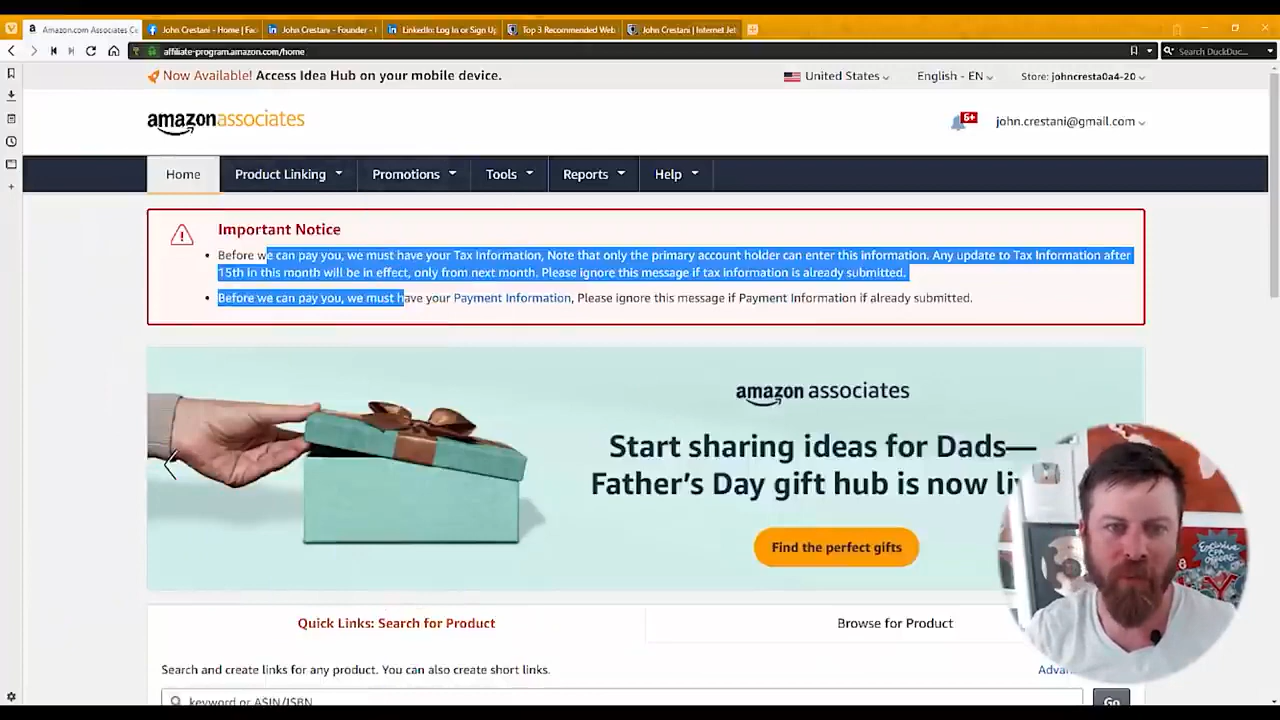 Amazon.com Associates Ce
John Crestani - Home | Fac
John Crestani - Founder - I
LinkedIn: Log In or Sign Up
Top 3 Recommended Web
John Crestani | Internet Jet
affiliate-program.amazon.com/home
Search DuckDuc...
Now Available! Access Idea Hub on your mobile device.
United States
English - EN
Store: johncresta0a4-20
amazonassociates
6+
john.crestani@gmail.com
Home
Product Linking
Promotions
Tools
Reports
Help
Important Notice
Before we can pay you, we must have your Tax Information, Note that only the primary account holder can enter this information. Any update to Tax Information after
15th in this month will be in effect, only from next month. Please ignore this message if tax information is already submitted.
Before we can pay you, we must have your Payment Information, Please ignore this message if Payment Information if already submitted.
amazon associates
Start sharing ideas for Dads—
Father's Day gift hub is now li
Find the perfect gifts
Exclusive
CPA
OFFERS
Quick Links: Search for Product
Browse for Product
Search and create links for any product. You can also create short links.
Advan
keyword or ASIN/ISBN
Go